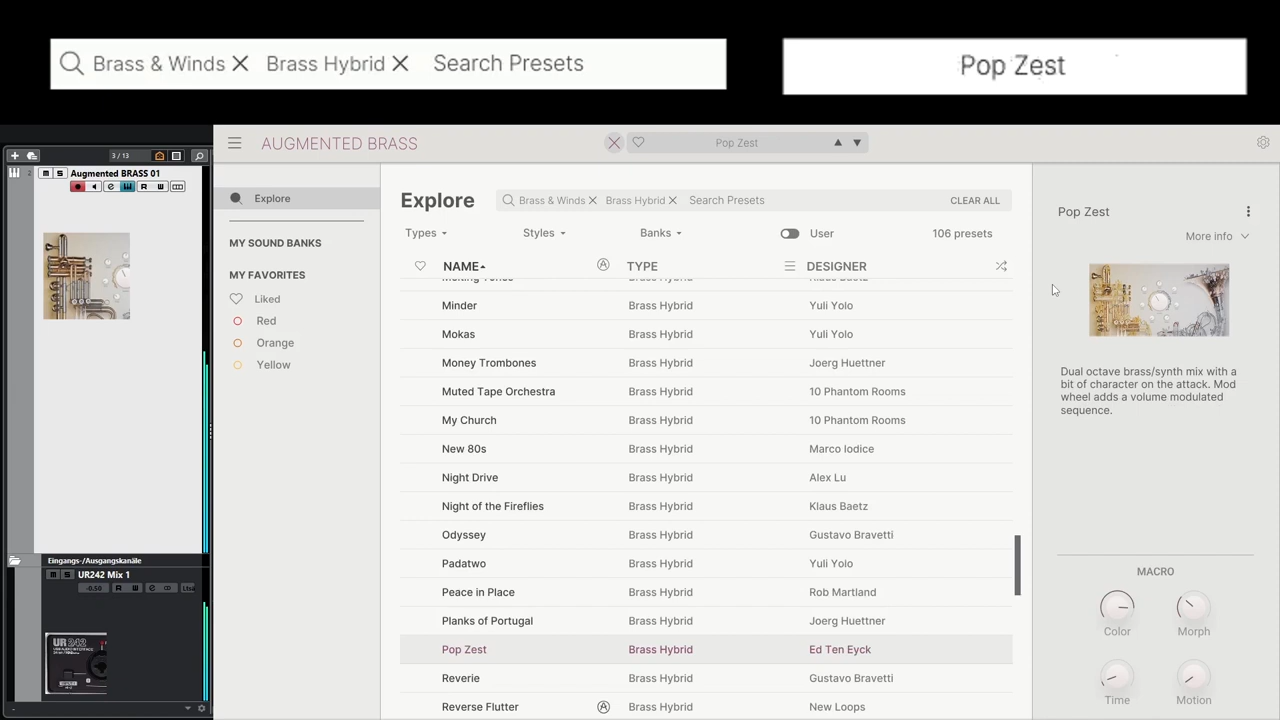 Brass & Winds Brass Hybrid Search Presets
Pop Zest
3 / 13
AUGMENTED BRASS
Pop Zest
2 M S Augmented BRASS 01
R W
Explore
Explore
Brass & Winds Brass Hybrid Search Presets CLEAR ALL
Pop Zest
More info
Types Styles Banks User 106 presets
MY SOUND BANKS
MY FAVORITES
Liked
Red
Orange
Yellow
NAME TYPE DESIGNER
Minder Brass Hybrid Yuli Yolo
Mokas Brass Hybrid Yuli Yolo
Money Trombones Brass Hybrid Joerg Huettner
Muted Tape Orchestra Brass Hybrid 10 Phantom Rooms
My Church Brass Hybrid 10 Phantom Rooms
New 80s Brass Hybrid Marco Iodice
Night Drive Brass Hybrid Alex Lu
Night of the Fireflies Brass Hybrid Klaus Baetz
Odyssey Brass Hybrid Gustavo Bravetti
Padatwo Brass Hybrid Yuli Yolo
Peace in Place Brass Hybrid Rob Martland
Planks of Portugal Brass Hybrid Joerg Huettner
Pop Zest Brass Hybrid Ed Ten Eyck
Reverie Brass Hybrid Gustavo Bravetti
Reverse Flutter Brass Hybrid New Loops
Dual octave brass/synth mix with a
bit of character on the attack. Mod
wheel adds a volume modulated
sequence.
MACRO
Color Morph
Time Motion
Eingangs-/Ausgangskanäle
M S UR242 Mix 1
-0.50 R W
UR242